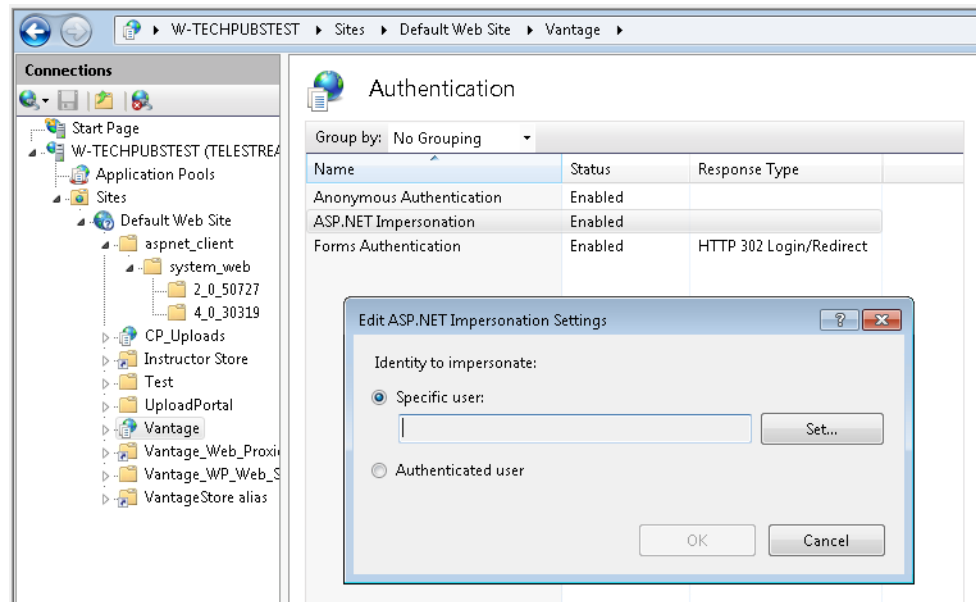 W-TECHPUBSTEST Sites Default Web Site Vantage
Connections
Start Page
W-TECHPUBSTEST (TELESTREA
Application Pools
Sites
Default Web Site
aspnet_client
system_web
2_0_50727
4_0_30319
CP_Uploads
Instructor Store
Test
UploadPortal
Vantage
Vantage_Web_Proxi
Vantage_WP_Web_S
VantageStore alias
Authentication
Group by: No Grouping
Name Status Response Type
Anonymous Authentication Enabled
ASP.NET Impersonation Enabled
Forms Authentication Enabled HTTP 302 Login/Redirect
Edit ASP.NET Impersonation Settings
Identity to impersonate:
Specific user:
Set...
Authenticated user
OK Cancel